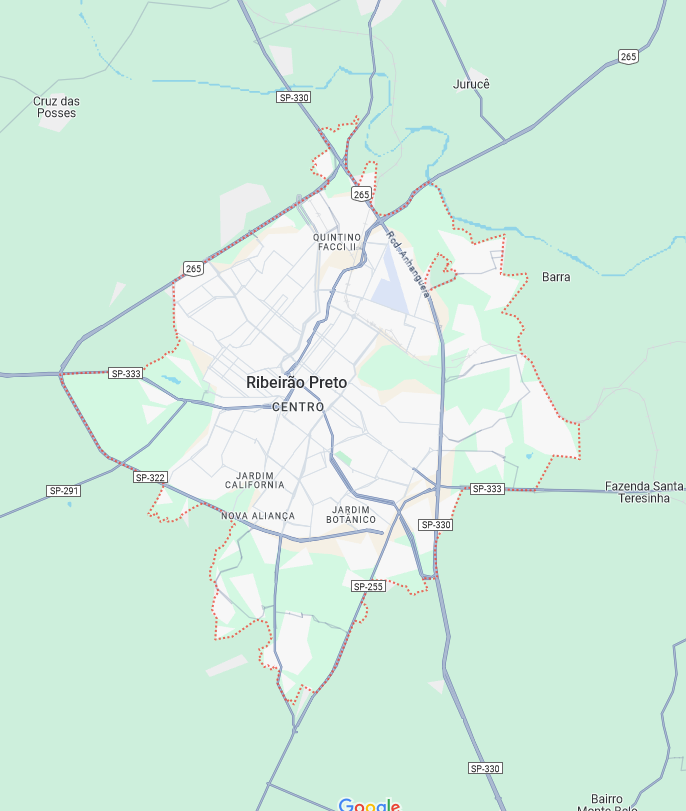 265
Jurucê
SP-330
Cruz das
Posses
265
QUINTINO
FACCI II
Rod. Anhanguera
265
Barra
SP-333
Ribeirão Preto
CENTRO
SP-322
JARDIM
CALIFÓRNIA
SP-291
SP-333
Fazenda Santa
Teresinha
NOVA ALIANÇA
JARDIM
BOTÂNICO
SP-330
SP-255
SP-330
Google
Bairro
Monte Belo